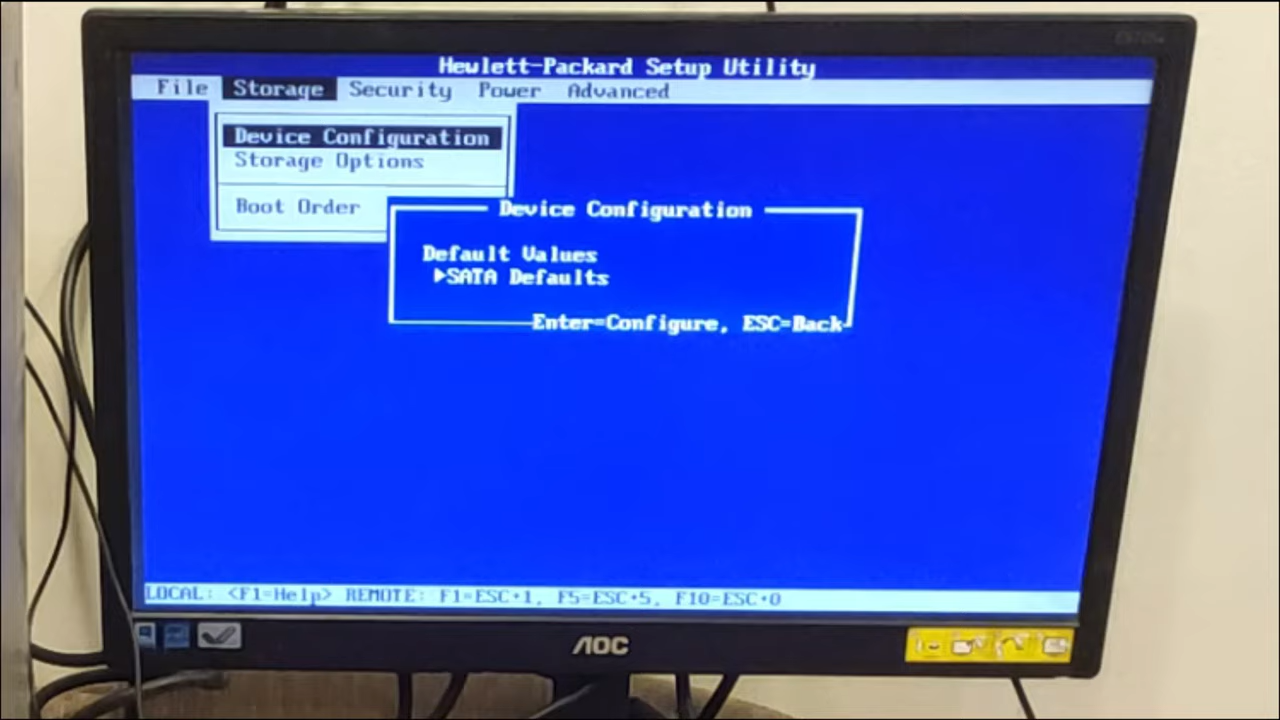 Hewlett-Packard Setup Utility
File Storage Security Power Advanced
Device Configuration
Storage Options
Boot Order
Device Configuration
Default Values
▶SATA Defaults
Enter=Configure, ESC=Back
LOCAL: <F1=Help> REMOTE: F1=ESC+1, F5=ESC+5, F10=ESC+0
AOC